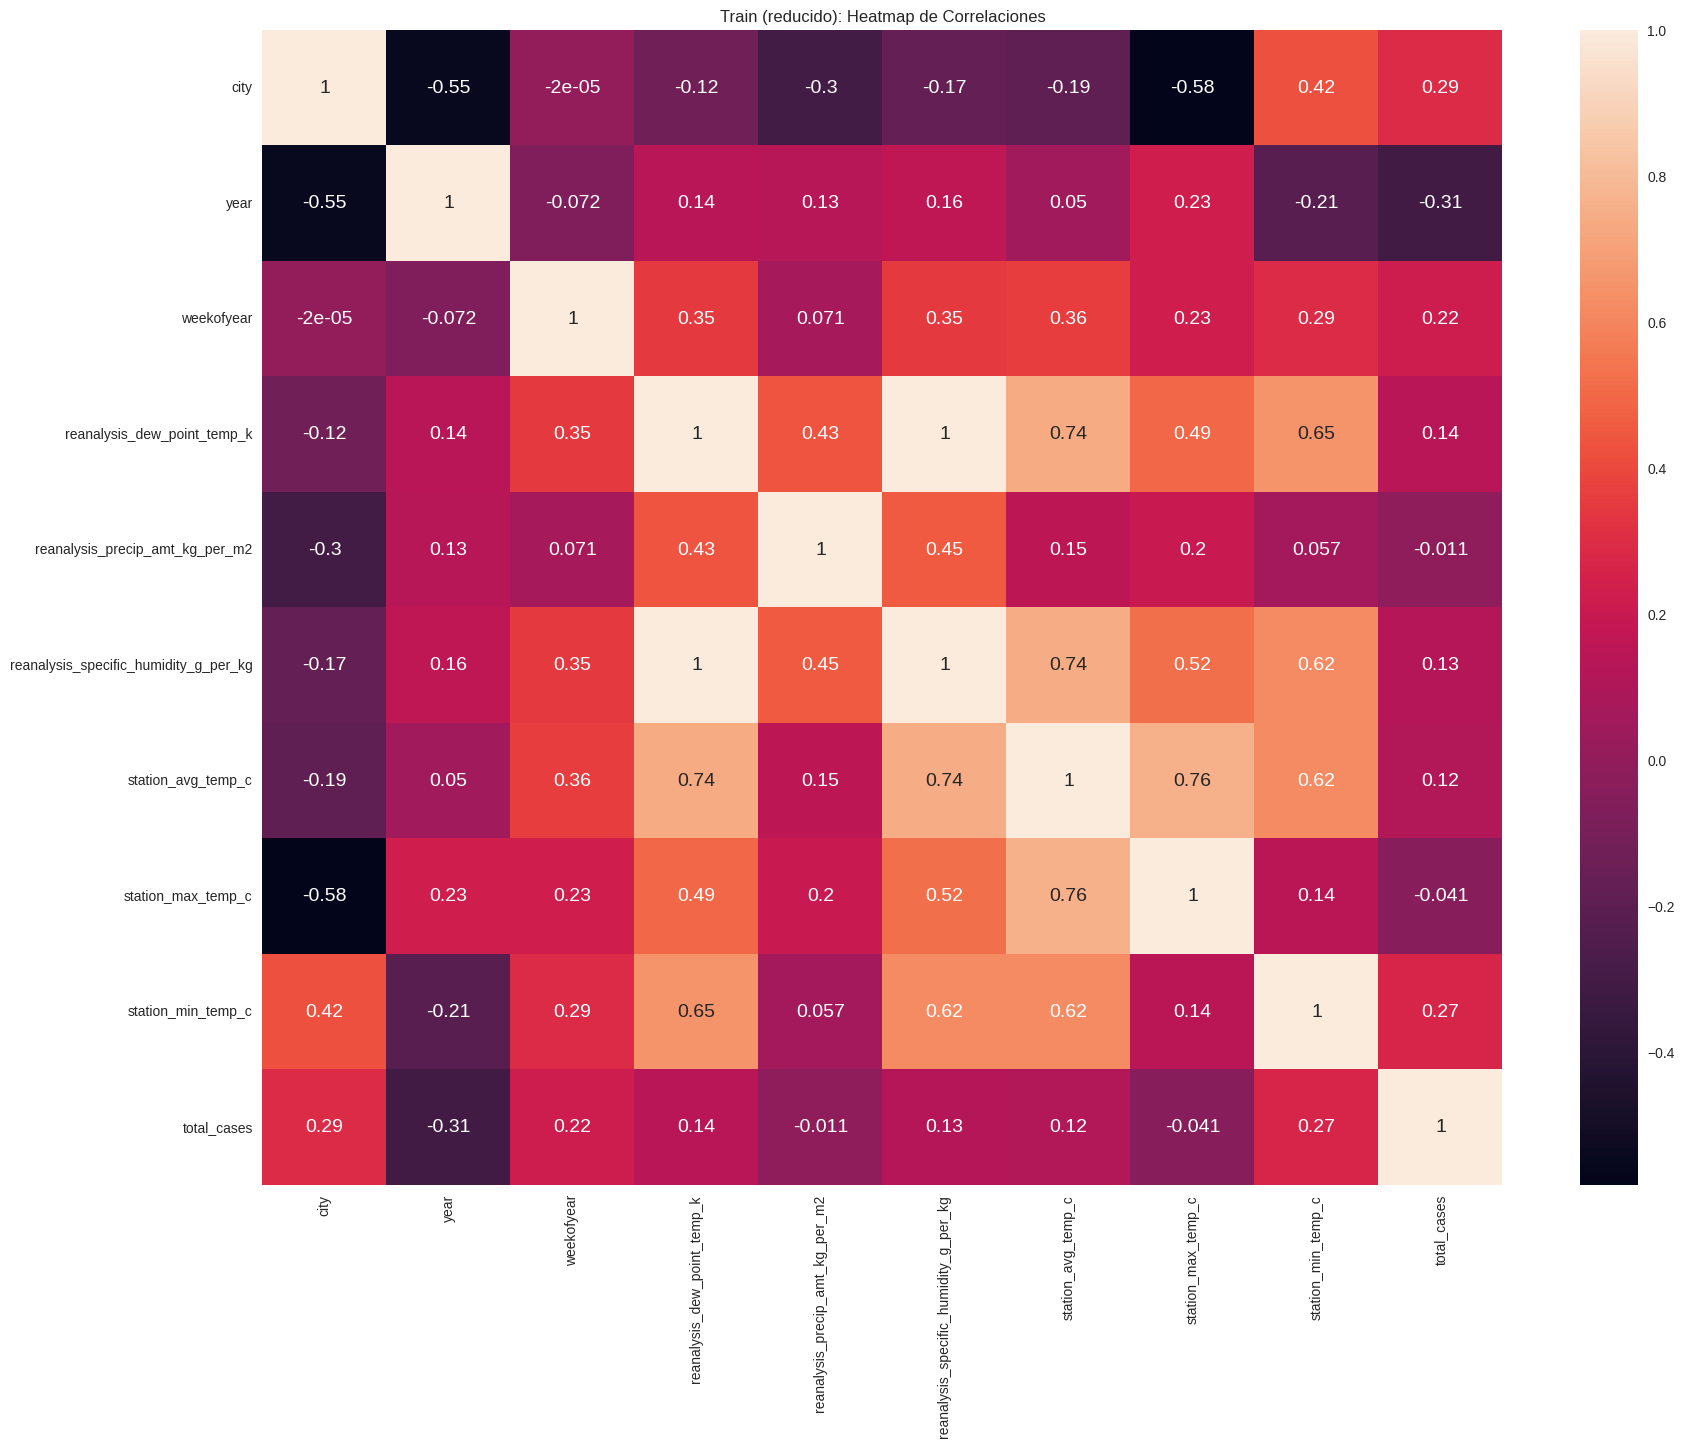 Train (reducido): Heatmap de Correlaciones
city 1 -0.55 -2e-05 -0.12 -0.3 -0.17 -0.19 -0.58 0.42 0.29
year -0.55 1 -0.072 0.14 0.13 0.16 0.05 0.23 -0.21 -0.31
weekofyear -2e-05 -0.072 1 0.35 0.071 0.35 0.36 0.23 0.29 0.22
reanalysis_dew_point_temp_k -0.12 0.14 0.35 1 0.43 1 0.74 0.49 0.65 0.14
reanalysis_precip_amt_kg_per_m2 -0.3 0.13 0.071 0.43 1 0.45 0.15 0.2 0.057 -0.011
reanalysis_specific_humidity_g_per_kg -0.17 0.16 0.35 1 0.45 1 0.74 0.52 0.62 0.13
station_avg_temp_c -0.19 0.05 0.36 0.74 0.15 0.74 1 0.76 0.62 0.12
station_max_temp_c -0.58 0.23 0.23 0.49 0.2 0.52 0.76 1 0.14 -0.041
station_min_temp_c 0.42 -0.21 0.29 0.65 0.057 0.62 0.62 0.14 1 0.27
total_cases 0.29 -0.31 0.22 0.14 -0.011 0.13 0.12 -0.041 0.27 1
city
year
weekofyear
reanalysis_dew_point_temp_k
reanalysis_precip_amt_kg_per_m2
reanalysis_specific_humidity_g_per_kg
station_avg_temp_c
station_max_temp_c
station_min_temp_c
total_cases
1.0
0.8
0.6
0.4
0.2
0.0
−0.2
−0.4